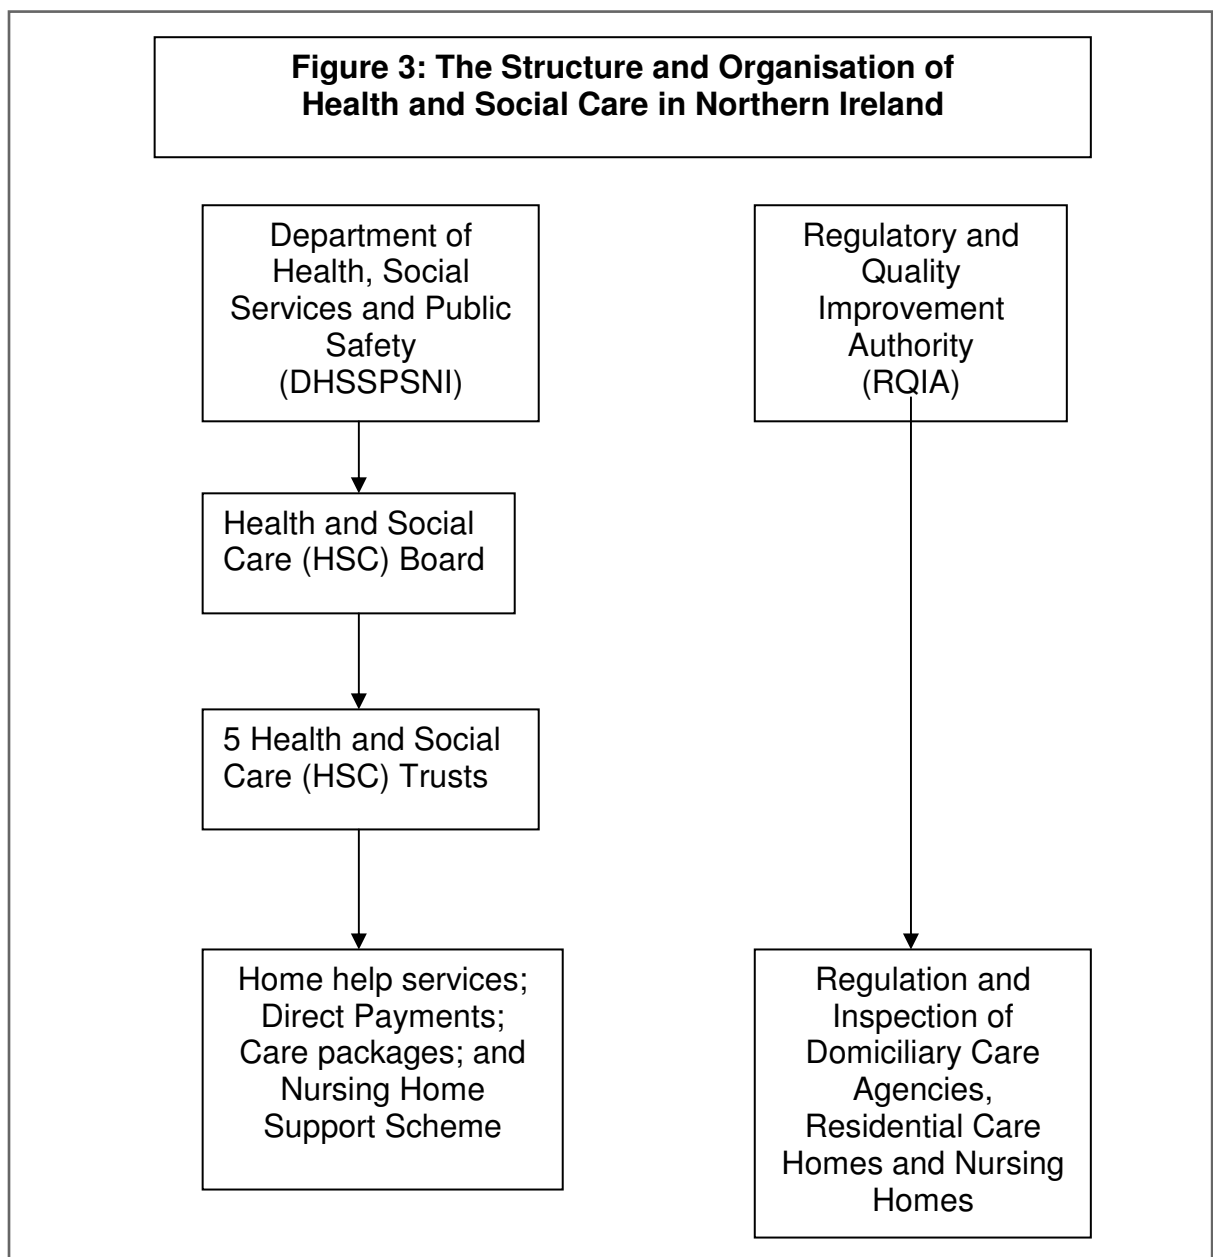 Figure 3: The Structure and Organisation of
Health and Social Care in Northern Ireland
Department of
Health, Social
Services and Public
Safety
(DHSSPSNI)
Regulatory and
Quality
Improvement
Authority
(RQIA)
Health and Social
Care (HSC) Board
5 Health and Social
Care (HSC) Trusts
Home help services;
Direct Payments;
Care packages; and
Nursing Home
Support Scheme
Regulation and
Inspection of
Domiciliary Care
Agencies,
Residential Care
Homes and Nursing
Homes